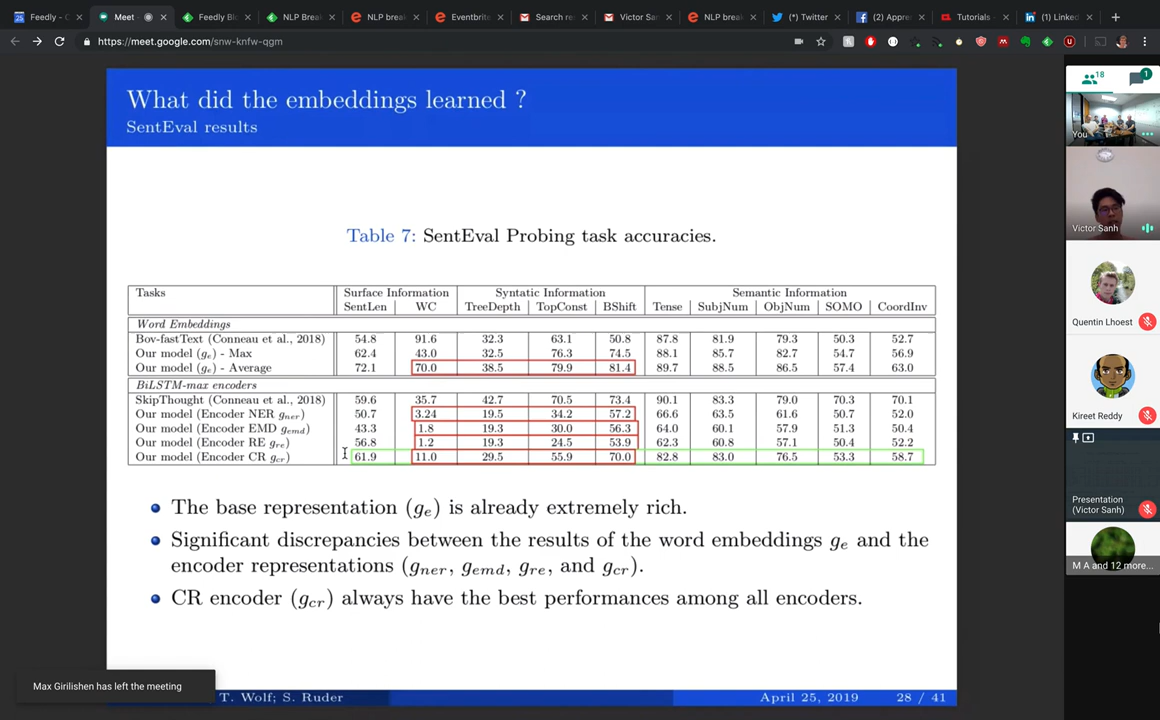 Feedly - C
Meet
Feedly Bl
NLP Break
NLP break
Eventbrite
Search re
Victor San
NLP break
(*) Twitter
(2) Appre
Tutorials
(1) Linked
https://meet.google.com/snw-knfw-qgm
What did the embeddings learned ?
SentEval results
Table 7: SentEval Probing task accuracies.
Tasks Surface Information Syntatic Information Semantic Information
SentLen WC TreeDepth TopConst BShift Tense SubjNum ObjNum SOMO CoordInv
Word Embeddings
Bov-fastText (Conneau et al., 2018) 54.8 91.6 32.3 63.1 50.8 87.8 81.9 79.3 50.3 52.7
Our model (ge) - Max 62.4 43.0 32.5 76.3 74.5 88.1 85.7 82.7 54.7 56.9
Our model (ge) - Average 72.1 70.0 38.5 79.9 81.4 89.7 88.5 86.5 57.4 63.0
BiLSTM-max encoders
SkipThought (Conneau et al., 2018) 59.6 35.7 42.7 70.5 73.4 90.1 83.3 79.0 70.3 70.1
Our model (Encoder NER gner) 50.7 3.24 19.5 34.2 57.2 66.6 63.5 61.6 50.7 52.0
Our model (Encoder EMD gemd) 43.3 1.8 19.3 30.0 56.3 64.0 60.1 57.9 51.3 50.4
Our model (Encoder RE gre) 56.8 1.2 19.3 24.5 53.9 62.3 60.8 57.1 50.4 52.2
Our model (Encoder CR gcr) 61.9 11.0 29.5 55.9 70.0 82.8 83.0 76.5 53.3 58.7
The base representation (ge) is already extremely rich.
Significant discrepancies between the results of the word embeddings ge and the
encoder representations (gner, gemd, gre, and gcr).
CR encoder (gcr) always have the best performances among all encoders.
T. Wolf; S. Ruder April 25, 2019 28 / 41
Max Girilishen has left the meeting
18
1
You
Victor Sanh
Quentin Lhoest
Kireet Reddy
Presentation
(Victor Sanh)
M A and 12 more...